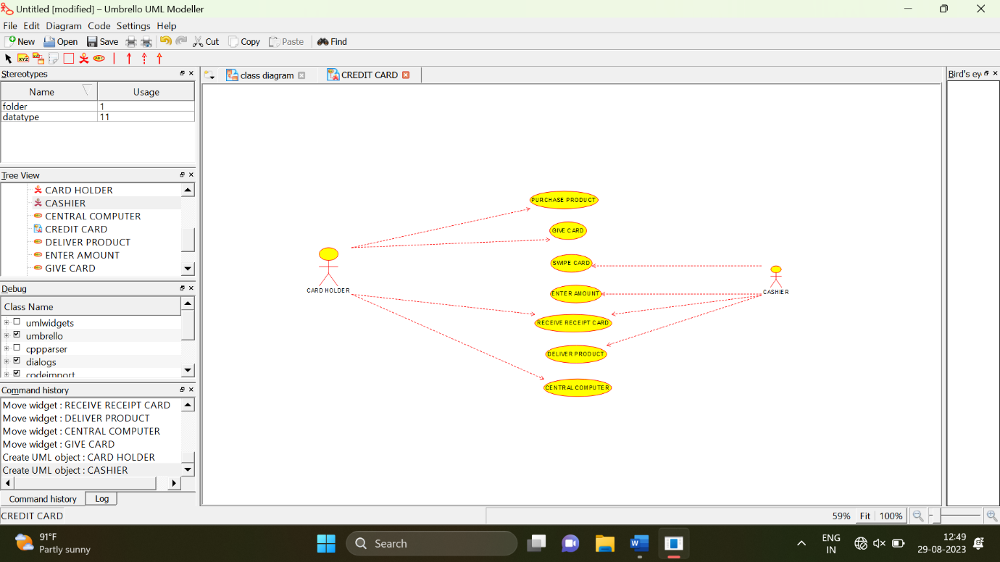 Untitled [modified] – Umbrello UML Modeller
File Edit Diagram Code Settings Help
New Open Save Cut Copy Paste Find
XYZ ABC
Stereotypes
Name Usage
folder 1
datatype 11
Tree View
CARD HOLDER
CASHIER
CENTRAL COMPUTER
CREDIT CARD
DELIVER PRODUCT
ENTER AMOUNT
GIVE CARD
Debug
Class Name
umlwidgets
umbrello
cppparser
dialogs
codeimport
Command history
Move widget : RECEIVE RECEIPT CARD
Move widget : DELIVER PRODUCT
Move widget : CENTRAL COMPUTER
Move widget : GIVE CARD
Create UML object : CARD HOLDER
Create UML object : CASHIER
Command history Log
class diagram CREDIT CARD
PURCHASE PRODUCT
GIVE CARD
SWIPE CARD
ENTER AMOUNT
RECEIVE RECEIPT CARD
DELIVER PRODUCT
CENTRAL COMPUTER
CARD HOLDER
CASHIER
Bird's ey
CREDIT CARD
59% Fit 100%
91°F
Partly sunny
Search
W
ENG
IN
12:49
29-08-2023